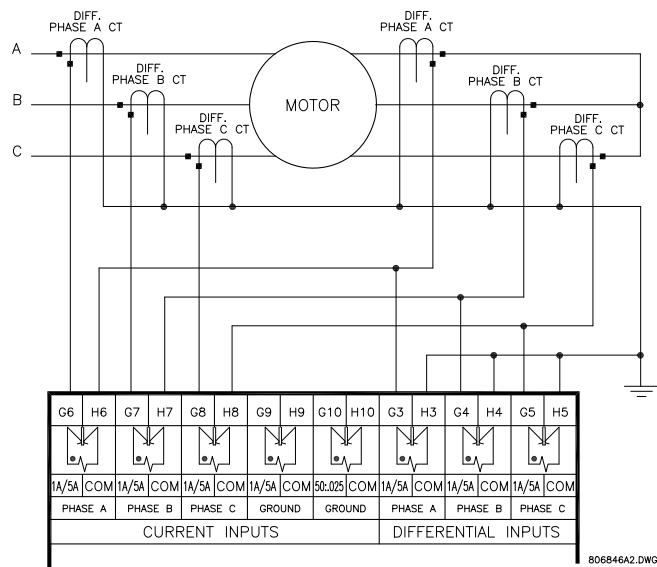 DIFF.
PHASE A CT
DIFF.
PHASE A CT
A
DIFF.
PHASE B CT
DIFF.
PHASE B CT
B
MOTOR
DIFF.
PHASE C CT
DIFF.
PHASE C CT
C
G6 H6 G7 H7 G8 H8 G9 H9 G10 H10 G3 H3 G4 H4 G5 H5
1A/5A COM 1A/5A COM 1A/5A COM 1A/5A COM 50:.025 COM 1A/5A COM 1A/5A COM 1A/5A COM
PHASE A PHASE B PHASE C GROUND GROUND PHASE A PHASE B PHASE C
CURRENT INPUTS DIFFERENTIAL INPUTS
806846A2.DWG